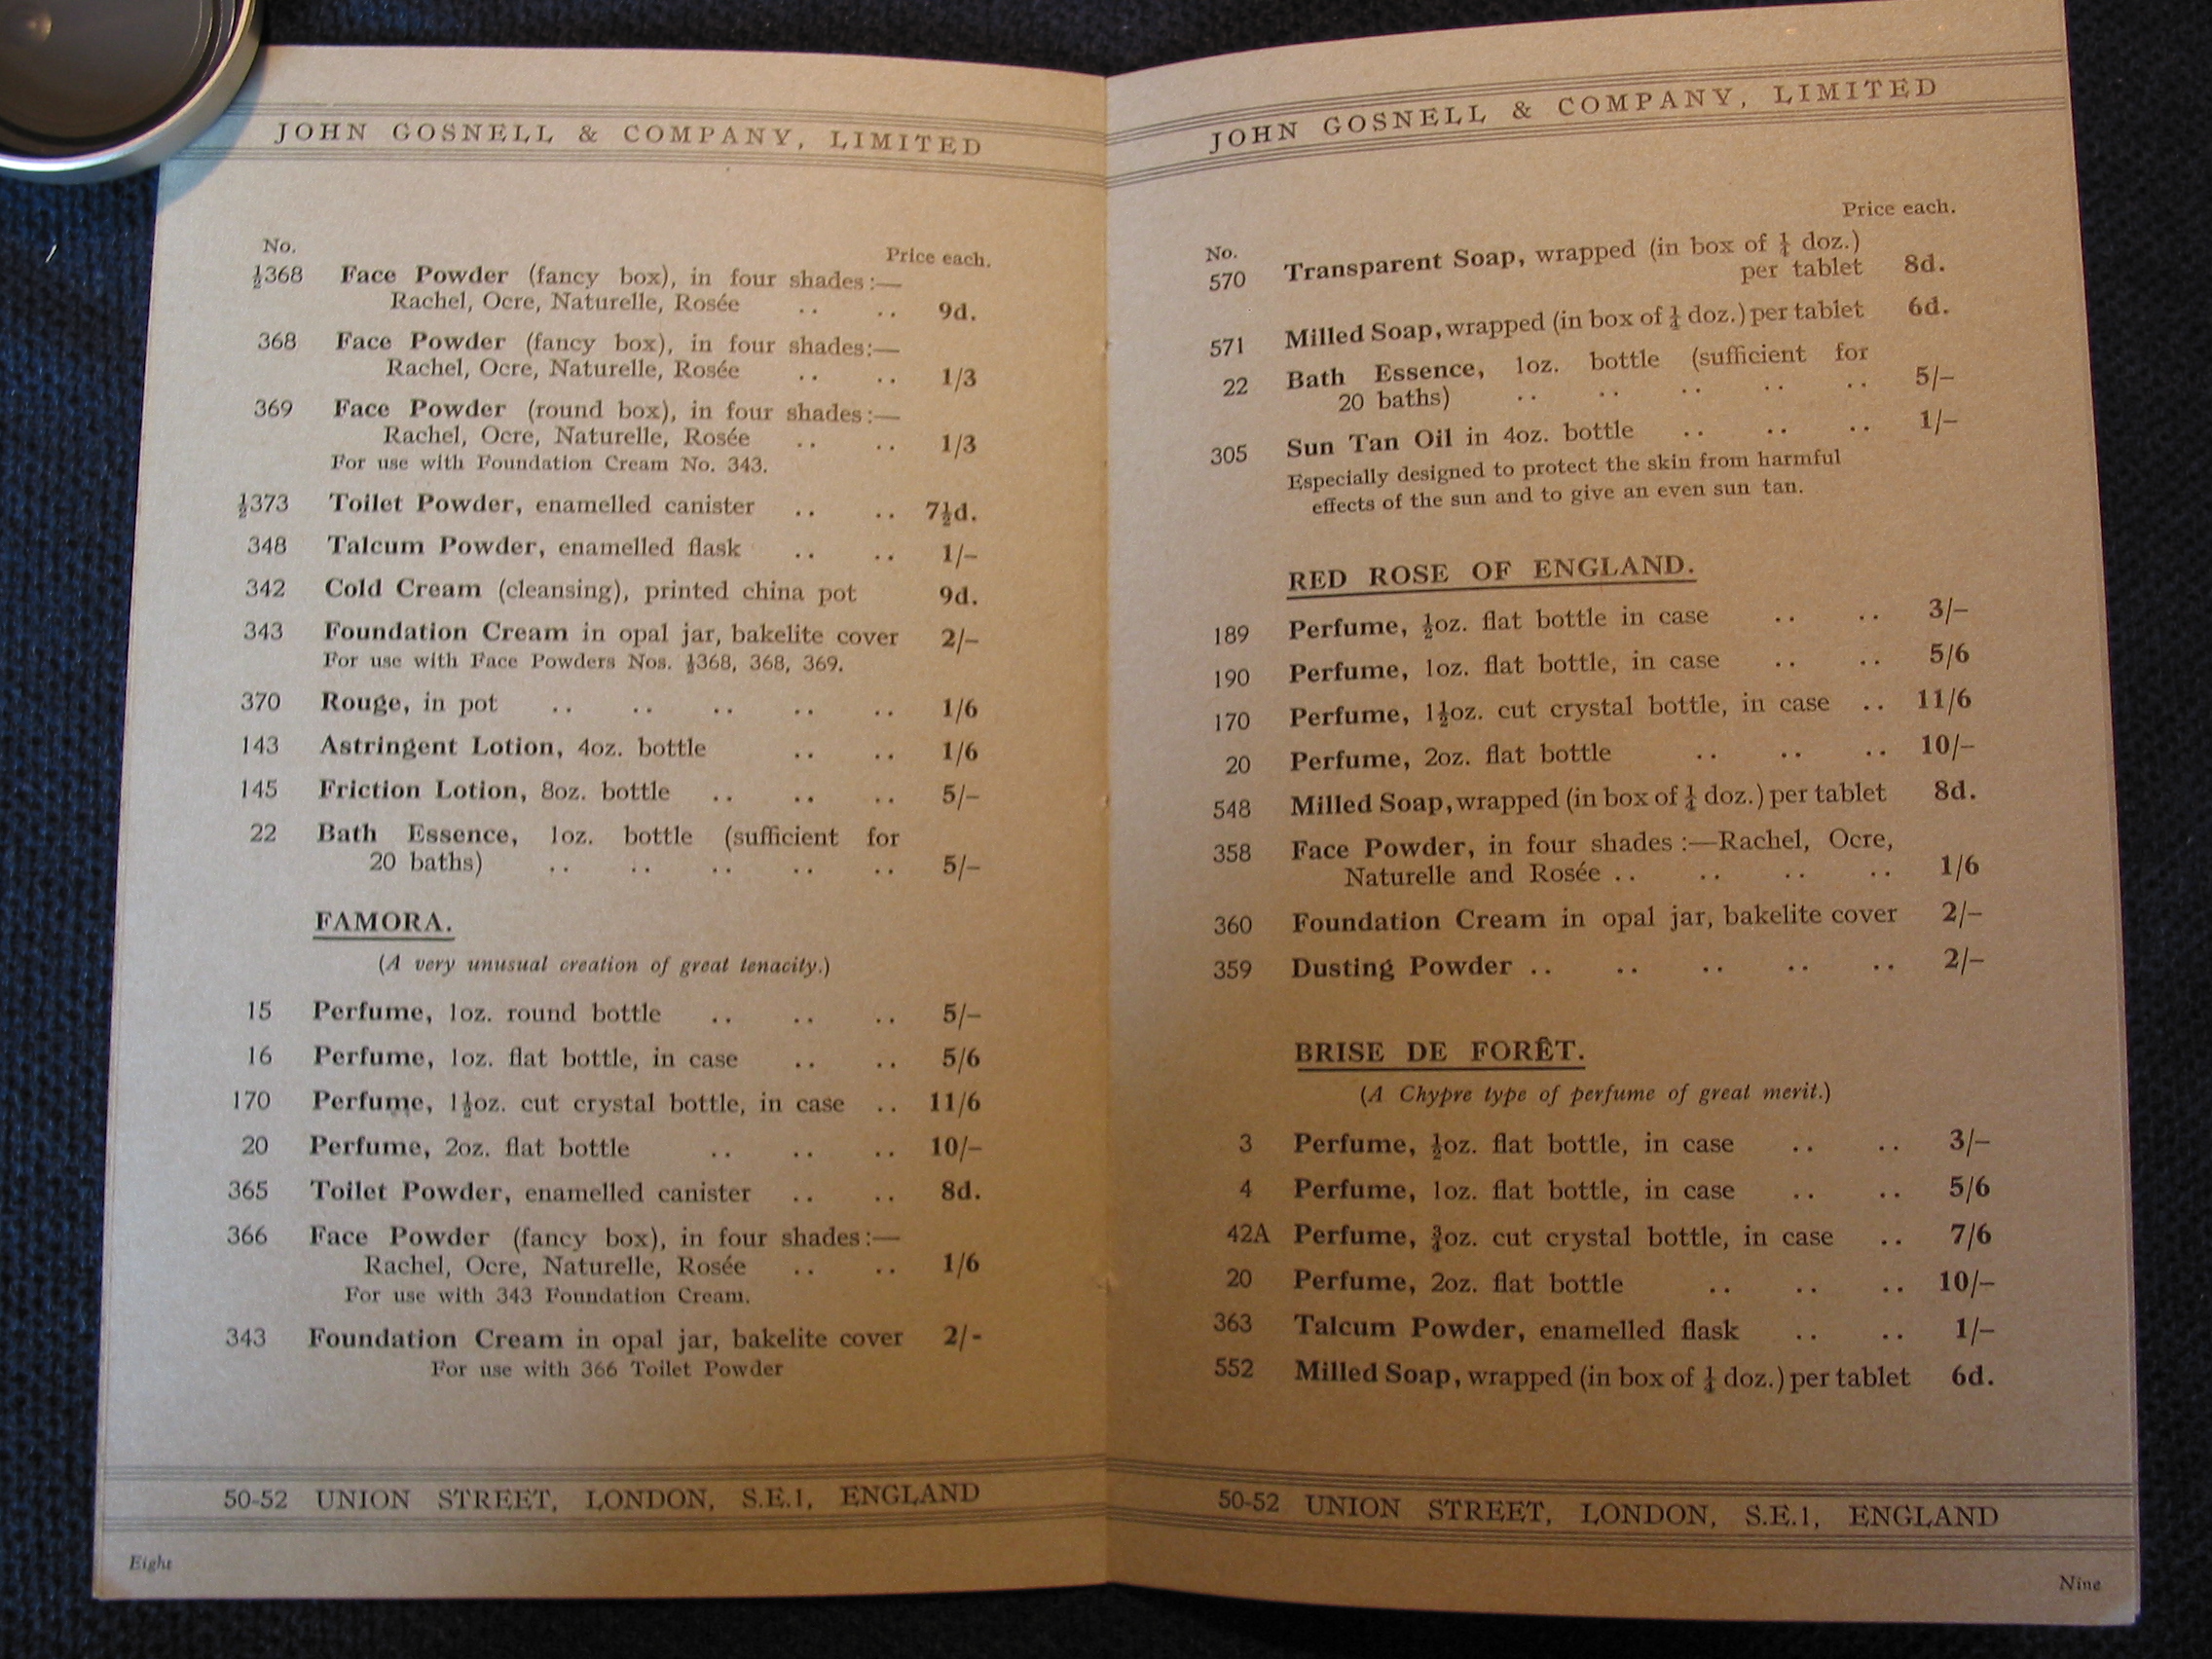 JOHN GOSNELL & COMPANY, LIMITED
No.
Price each.
½368 Face Powder (fancy box), in four shades:—
Rachel, Ocre, Naturelle, Rosée .. .. 9d.
368 Face Powder (fancy box), in four shades:—
Rachel, Ocre, Naturelle, Rosée .. .. 1/3
369 Face Powder (round box), in four shades:—
Rachel, Ocre, Naturelle, Rosée .. .. 1/3
For use with Foundation Cream No. 343.
½373 Toilet Powder, enamelled canister .. .. 7½d.
348 Talcum Powder, enamelled flask .. .. 1/–
342 Cold Cream (cleansing), printed china pot 9d.
343 Foundation Cream in opal jar, bakelite cover 2/–
For use with Face Powders Nos. ½368, 368, 369.
370 Rouge, in pot .. .. .. .. .. 1/6
143 Astringent Lotion, 4oz. bottle .. .. 1/6
145 Friction Lotion, 8oz. bottle .. .. .. 5/–
22 Bath Essence, 1oz. bottle (sufficient for
20 baths) .. .. .. .. .. 5/–
FAMORA.
(A very unusual creation of great tenacity.)
15 Perfume, 1oz. round bottle .. .. .. 5/–
16 Perfume, 1oz. flat bottle, in case .. .. 5/6
170 Perfume, 1½oz. cut crystal bottle, in case .. 11/6
20 Perfume, 2oz. flat bottle .. .. .. 10/–
365 Toilet Powder, enamelled canister .. .. 8d.
366 Face Powder (fancy box), in four shades:—
Rachel, Ocre, Naturelle, Rosée .. .. 1/6
For use with 343 Foundation Cream.
343 Foundation Cream in opal jar, bakelite cover 2/-
For use with 366 Toilet Powder
50-52 UNION STREET, LONDON, S.E.1, ENGLAND
Eight
JOHN GOSNELL & COMPANY, LIMITED
Price each.
No.
570 Transparent Soap, wrapped (in box of ¼ doz.)
per tablet 8d.
571 Milled Soap, wrapped (in box of ¼ doz.) per tablet 6d.
22 Bath Essence, 1oz. bottle (sufficient for
20 baths) .. .. .. .. .. 5/–
305 Sun Tan Oil in 4oz. bottle .. .. .. 1/–
Especially designed to protect the skin from harmful
effects of the sun and to give an even sun tan.
RED ROSE OF ENGLAND.
189 Perfume, ½oz. flat bottle in case .. .. 3/–
190 Perfume, 1oz. flat bottle, in case .. .. 5/6
170 Perfume, 1½oz. cut crystal bottle, in case .. 11/6
20 Perfume, 2oz. flat bottle .. .. .. 10/–
548 Milled Soap, wrapped (in box of ¼ doz.) per tablet 8d.
358 Face Powder, in four shades:—Rachel, Ocre,
Naturelle and Rosée .. .. .. .. 1/6
360 Foundation Cream in opal jar, bakelite cover 2/–
359 Dusting Powder .. .. .. .. .. 2/–
BRISE DE FORÊT.
(A Chypre type of perfume of great merit.)
3 Perfume, ½oz. flat bottle, in case .. .. 3/–
4 Perfume, 1oz. flat bottle, in case .. .. 5/6
42A Perfume, ¾oz. cut crystal bottle, in case .. 7/6
20 Perfume, 2oz. flat bottle .. .. .. 10/–
363 Talcum Powder, enamelled flask .. .. 1/–
552 Milled Soap, wrapped (in box of ¼ doz.) per tablet 6d.
50-52 UNION STREET, LONDON, S.E.1, ENGLAND
Nine